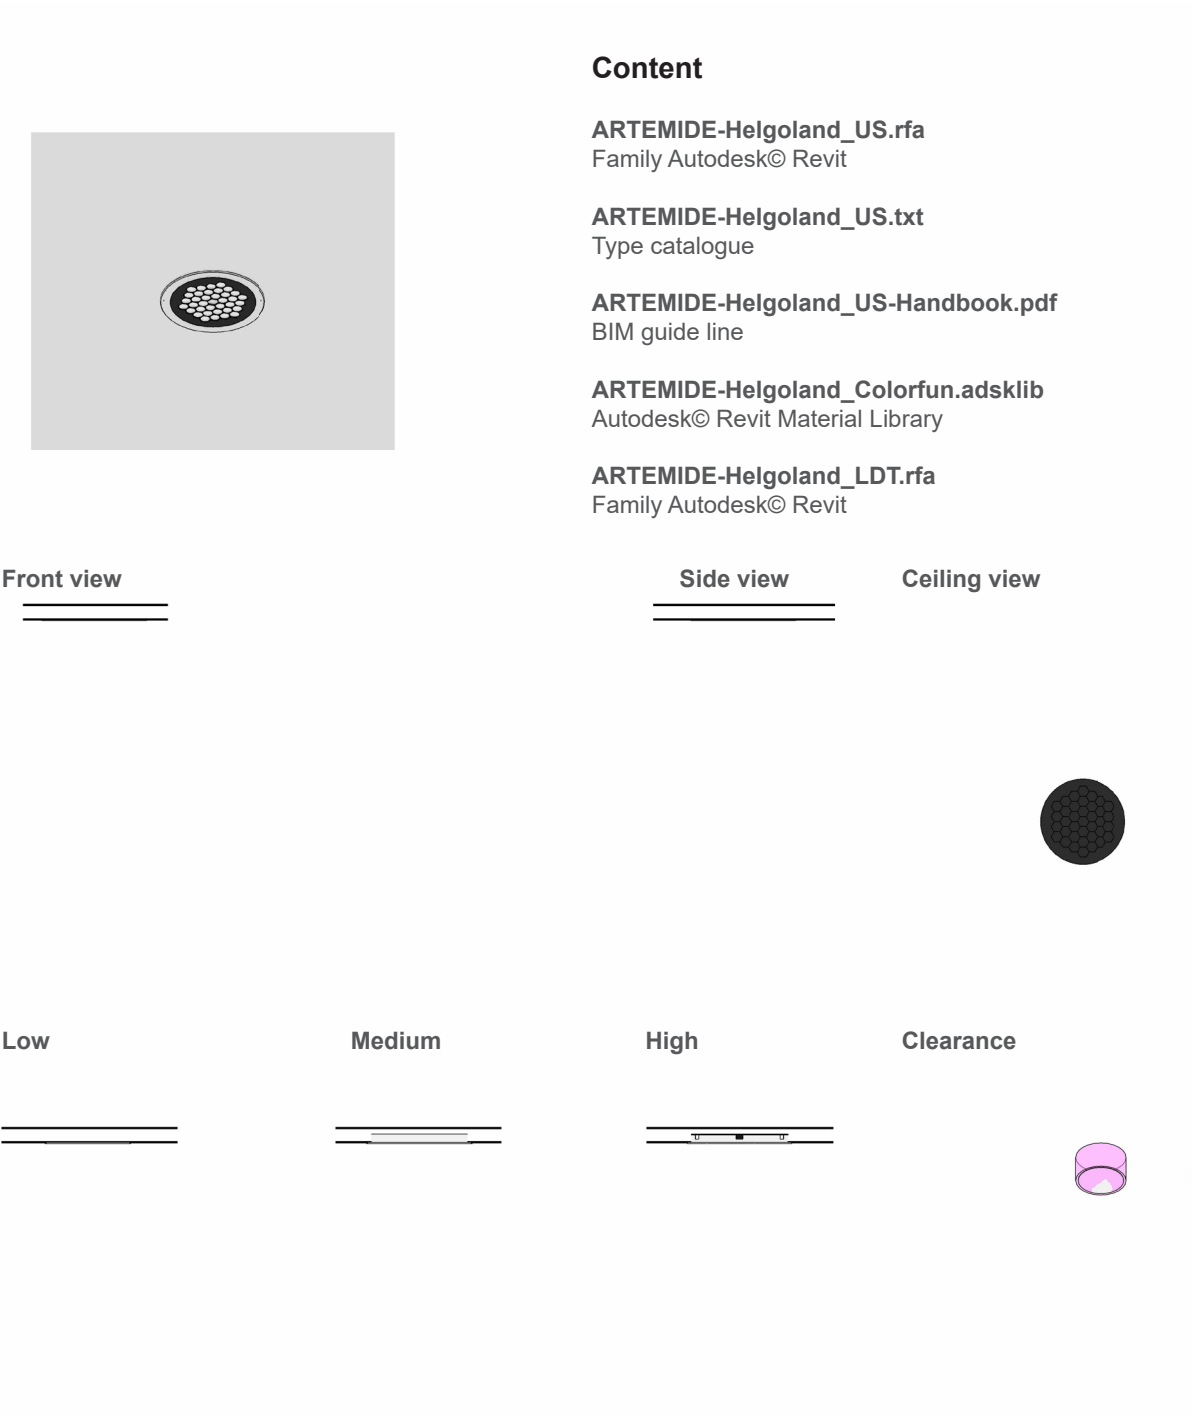 Content
ARTEMIDE-Helgoland_US.rfa
Family Autodesk© Revit
ARTEMIDE-Helgoland_US.txt
Type catalogue
ARTEMIDE-Helgoland_US-Handbook.pdf
BIM guide line
ARTEMIDE-Helgoland_Colorfun.adsklib
Autodesk© Revit Material Library
ARTEMIDE-Helgoland_LDT.rfa
Family Autodesk© Revit
Front view
Side view
Ceiling view
Low
Medium
High
Clearance